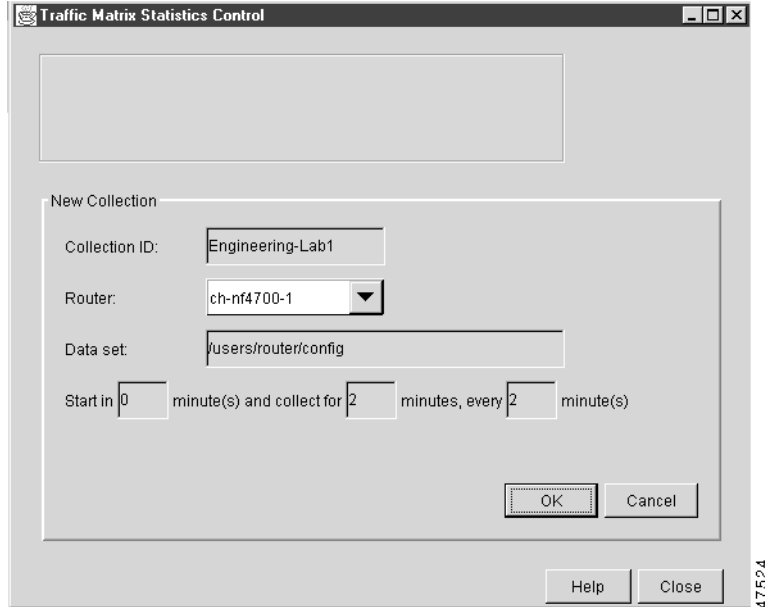 Traffic Matrix Statistics Control
New Collection
Collection ID: Engineering-Lab1
Router: ch-nf4700-1
Data set: /users/router/config
Start in 0 minute(s) and collect for 2 minutes, every 2 minute(s)
OK Cancel
Help Close
47524